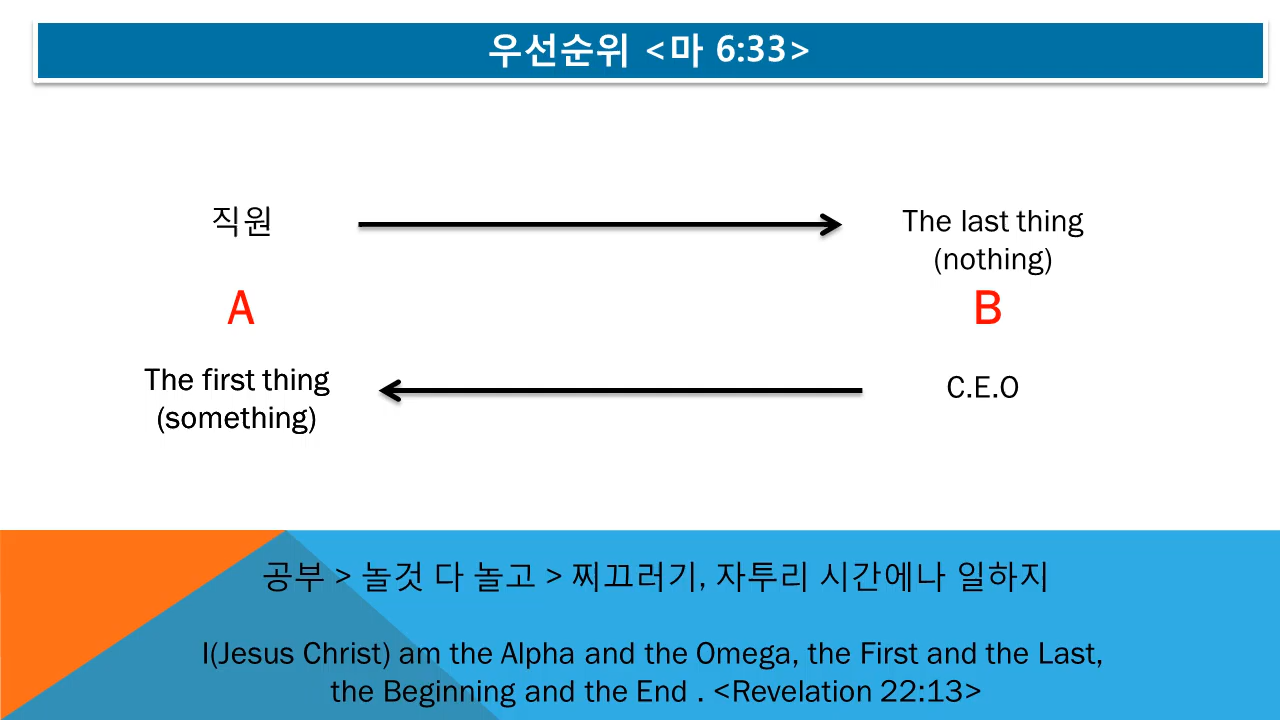 우선순위 <마 6:33>
직원
The last thing
(nothing)
A
B
The first thing
(something)
C.E.O
공부 > 놀것 다 놀고 > 찌끄러기, 자투리 시간에나 일하지
I(Jesus Christ) am the Alpha and the Omega, the First and the Last,
the Beginning and the End . <Revelation 22:13>